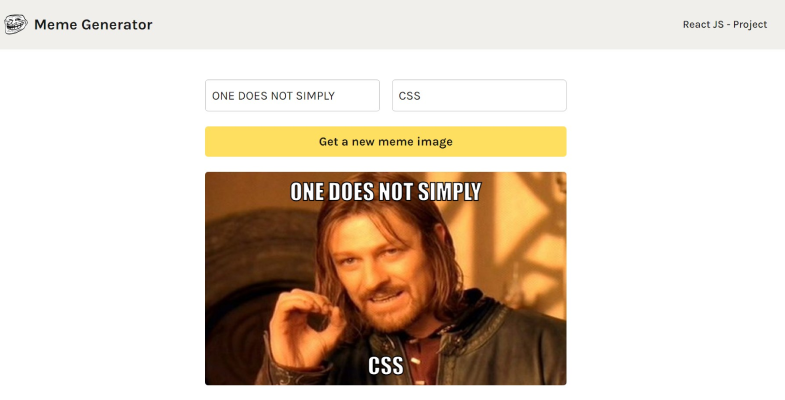 Meme Generator
React JS - Project
ONE DOES NOT SIMPLY
CSS
Get a new meme image
ONE DOES NOT SIMPLY
CSS